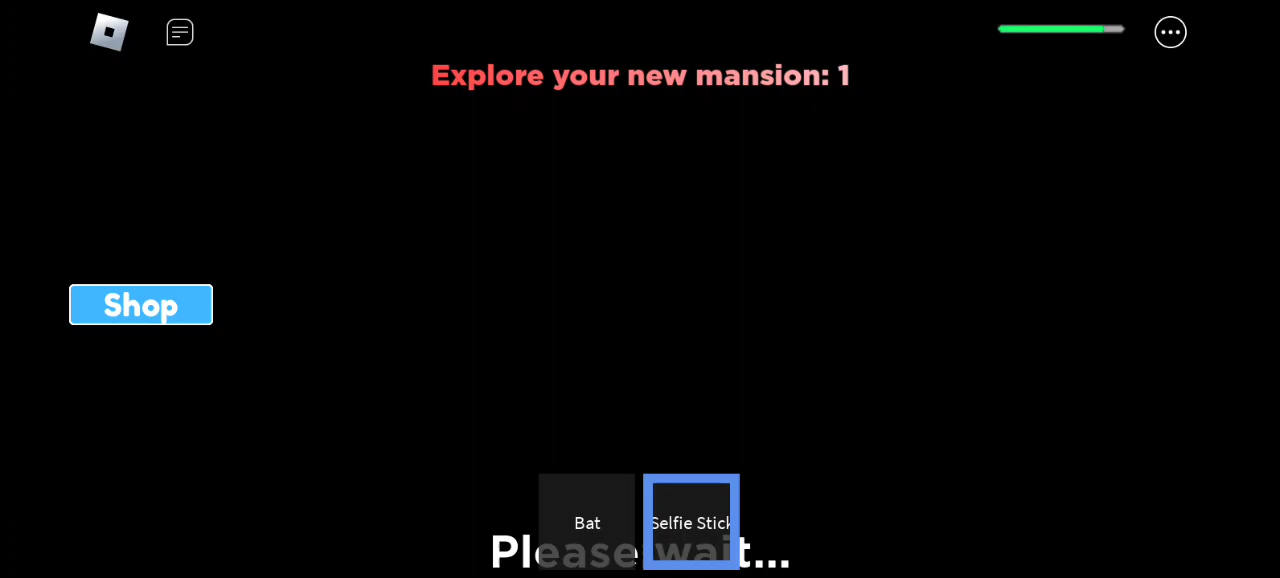 Explore your new mansion: 1
Shop
Bat
Selfie Stick
Please wait...